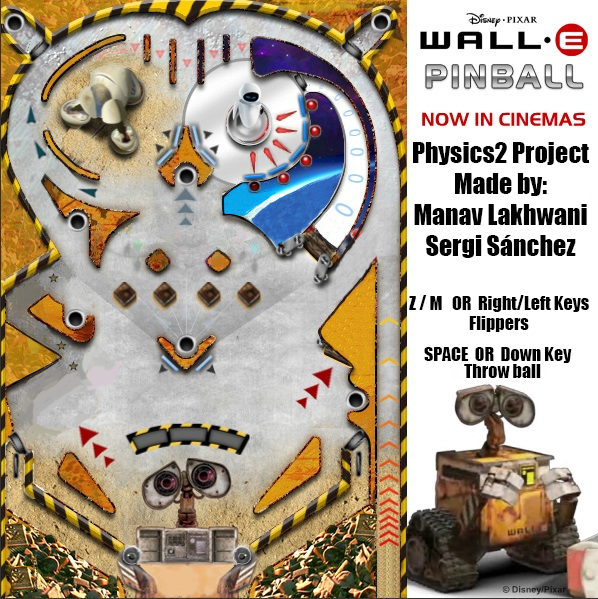 Disney · PIXAR
WALL·E
PINBALL
NOW IN CINEMAS
Physics2 Project
Made by:
Manav Lakhwani
Sergi Sánchez
Z / M OR Right/Left Keys
Flippers
SPACE OR Down Key
Throw ball
WALL
© Disney/Pixar